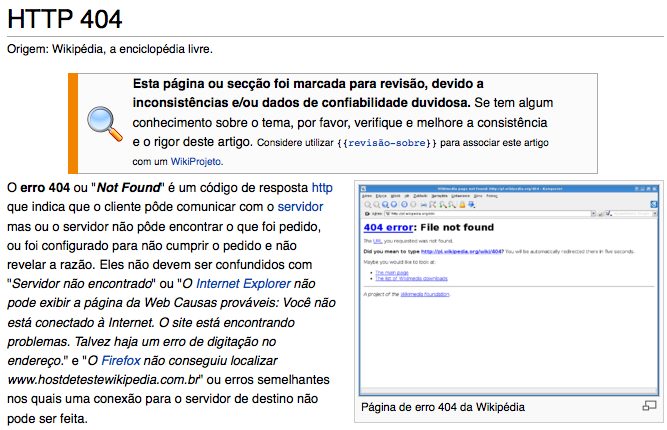 HTTP 404
Origem: Wikipédia, a enciclopédia livre.
Esta página ou secção foi marcada para revisão, devido a
inconsistências e/ou dados de confiabilidade duvidosa. Se tem algum
conhecimento sobre o tema, por favor, verifique e melhore a consistência
e o rigor deste artigo. Considere utilizar {{revisão-sobre}} para associar este artigo
com um WikiProjeto.
O erro 404 ou "Not Found" é um código de resposta http
que indica que o cliente pôde comunicar com o servidor
mas ou o servidor não pôde encontrar o que foi pedido,
ou foi configurado para não cumprir o pedido e não
revelar a razão. Eles não devem ser confundidos com
"Servidor não encontrado" ou "O Internet Explorer não
pode exibir a página da Web Causas prováveis: Você não
está conectado à Internet. O site está encontrando
problemas. Talvez haja um erro de digitação no
endereço." e "O Firefox não conseguiu localizar
www.hostdetestewikipedia.com.br" ou erros semelhantes
nos quais uma conexão para o servidor de destino não
pode ser feita.
404 error: File not found
The URL you requested was not found.
Did you mean to type http://pl.wikipedia.org/wiki/404? You will be automatically redirected there in five seconds.
Maybe you would like to look at:
The main page
The list of Wikimedia downloads
A project of the Wikimedia foundation.
Página de erro 404 da Wikipédia